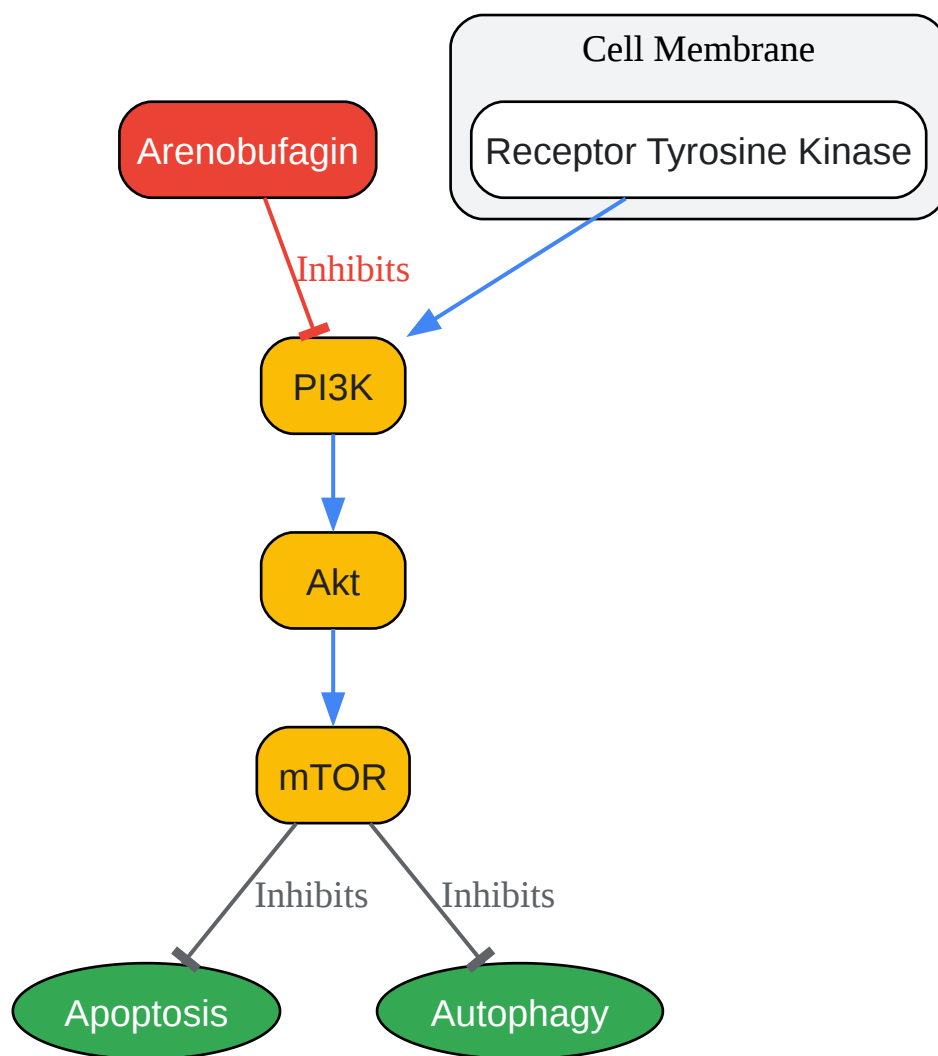 Cell Membrane
Arenobufagin
Receptor Tyrosine Kinase
Inhibits
PI3K
Akt
mTOR
Inhibits
Inhibits
Apoptosis
Autophagy